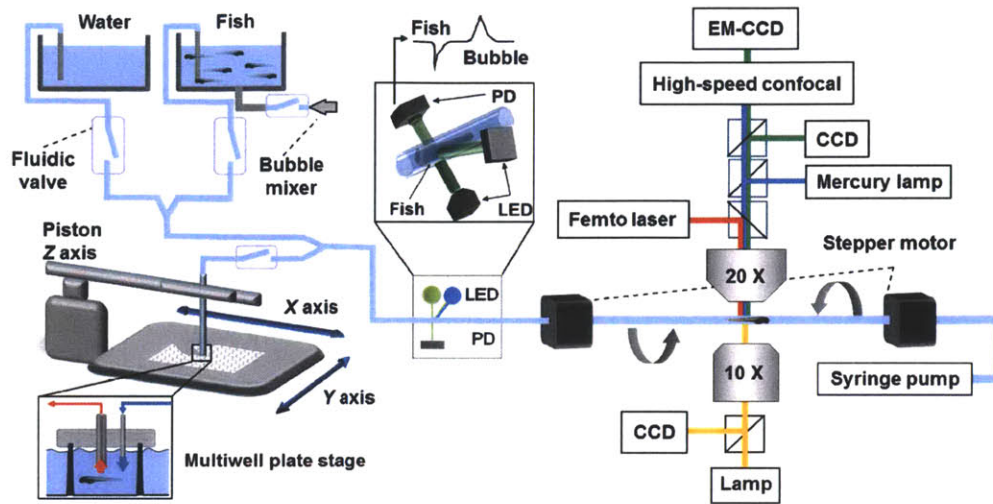 Water
Fish
Fluidic
valve
Bubble
mixer
Fish
Bubble
PD
LED
Fish
EM-CCD
High-speed confocal
CCD
Mercury lamp
Femto laser
Stepper motor
20 X
Piston
Z axis
X axis
Y axis
LED
PD
10 X
Syringe pump
CCD
Lamp
Multiwell plate stage